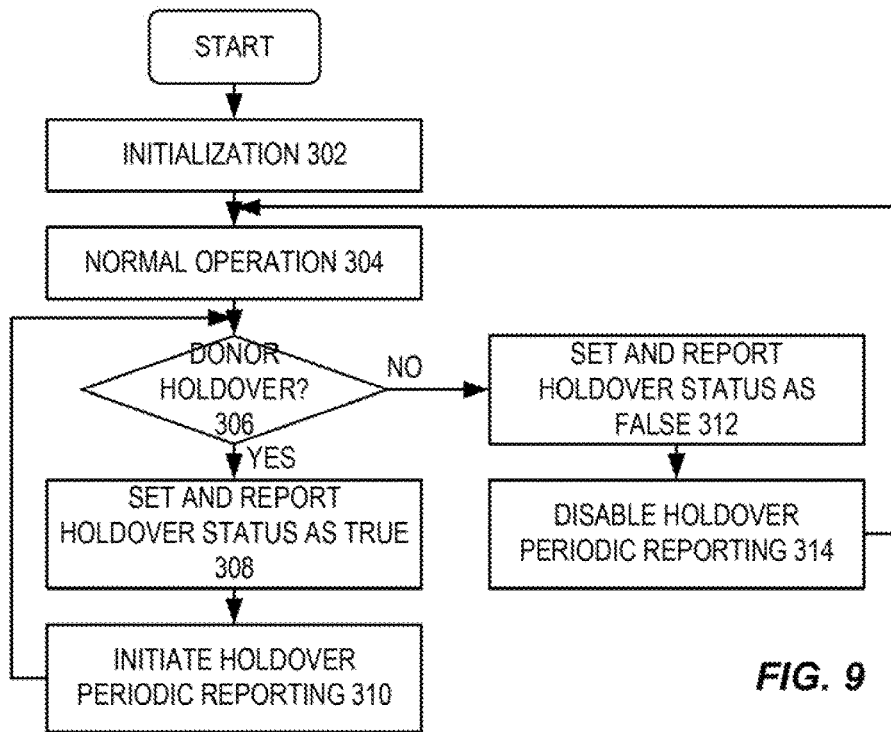 START
INITIALIZATION 302
NORMAL OPERATION 304
DONOR
HOLDOVER?
306
NO
YES
SET AND REPORT
HOLDOVER STATUS AS TRUE
308
INITIATE HOLDOVER
PERIODIC REPORTING 310
SET AND REPORT
HOLDOVER STATUS AS
FALSE 312
DISABLE HOLDOVER
PERIODIC REPORTING 314
FIG. 9